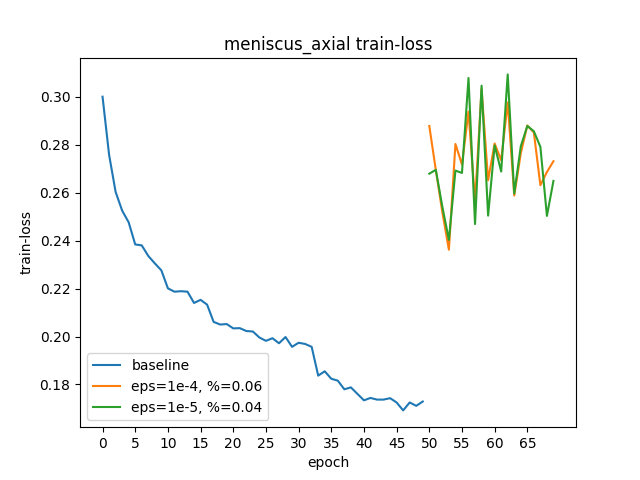 meniscus_axial train-loss
0.30
0.28
0.26
0.24
0.22
0.20
0.18
train-loss
baseline
eps=1e-4, %=0.06
eps=1e-5, %=0.04
0 5 10 15 20 25 30 35 40 45 50 55 60 65
epoch